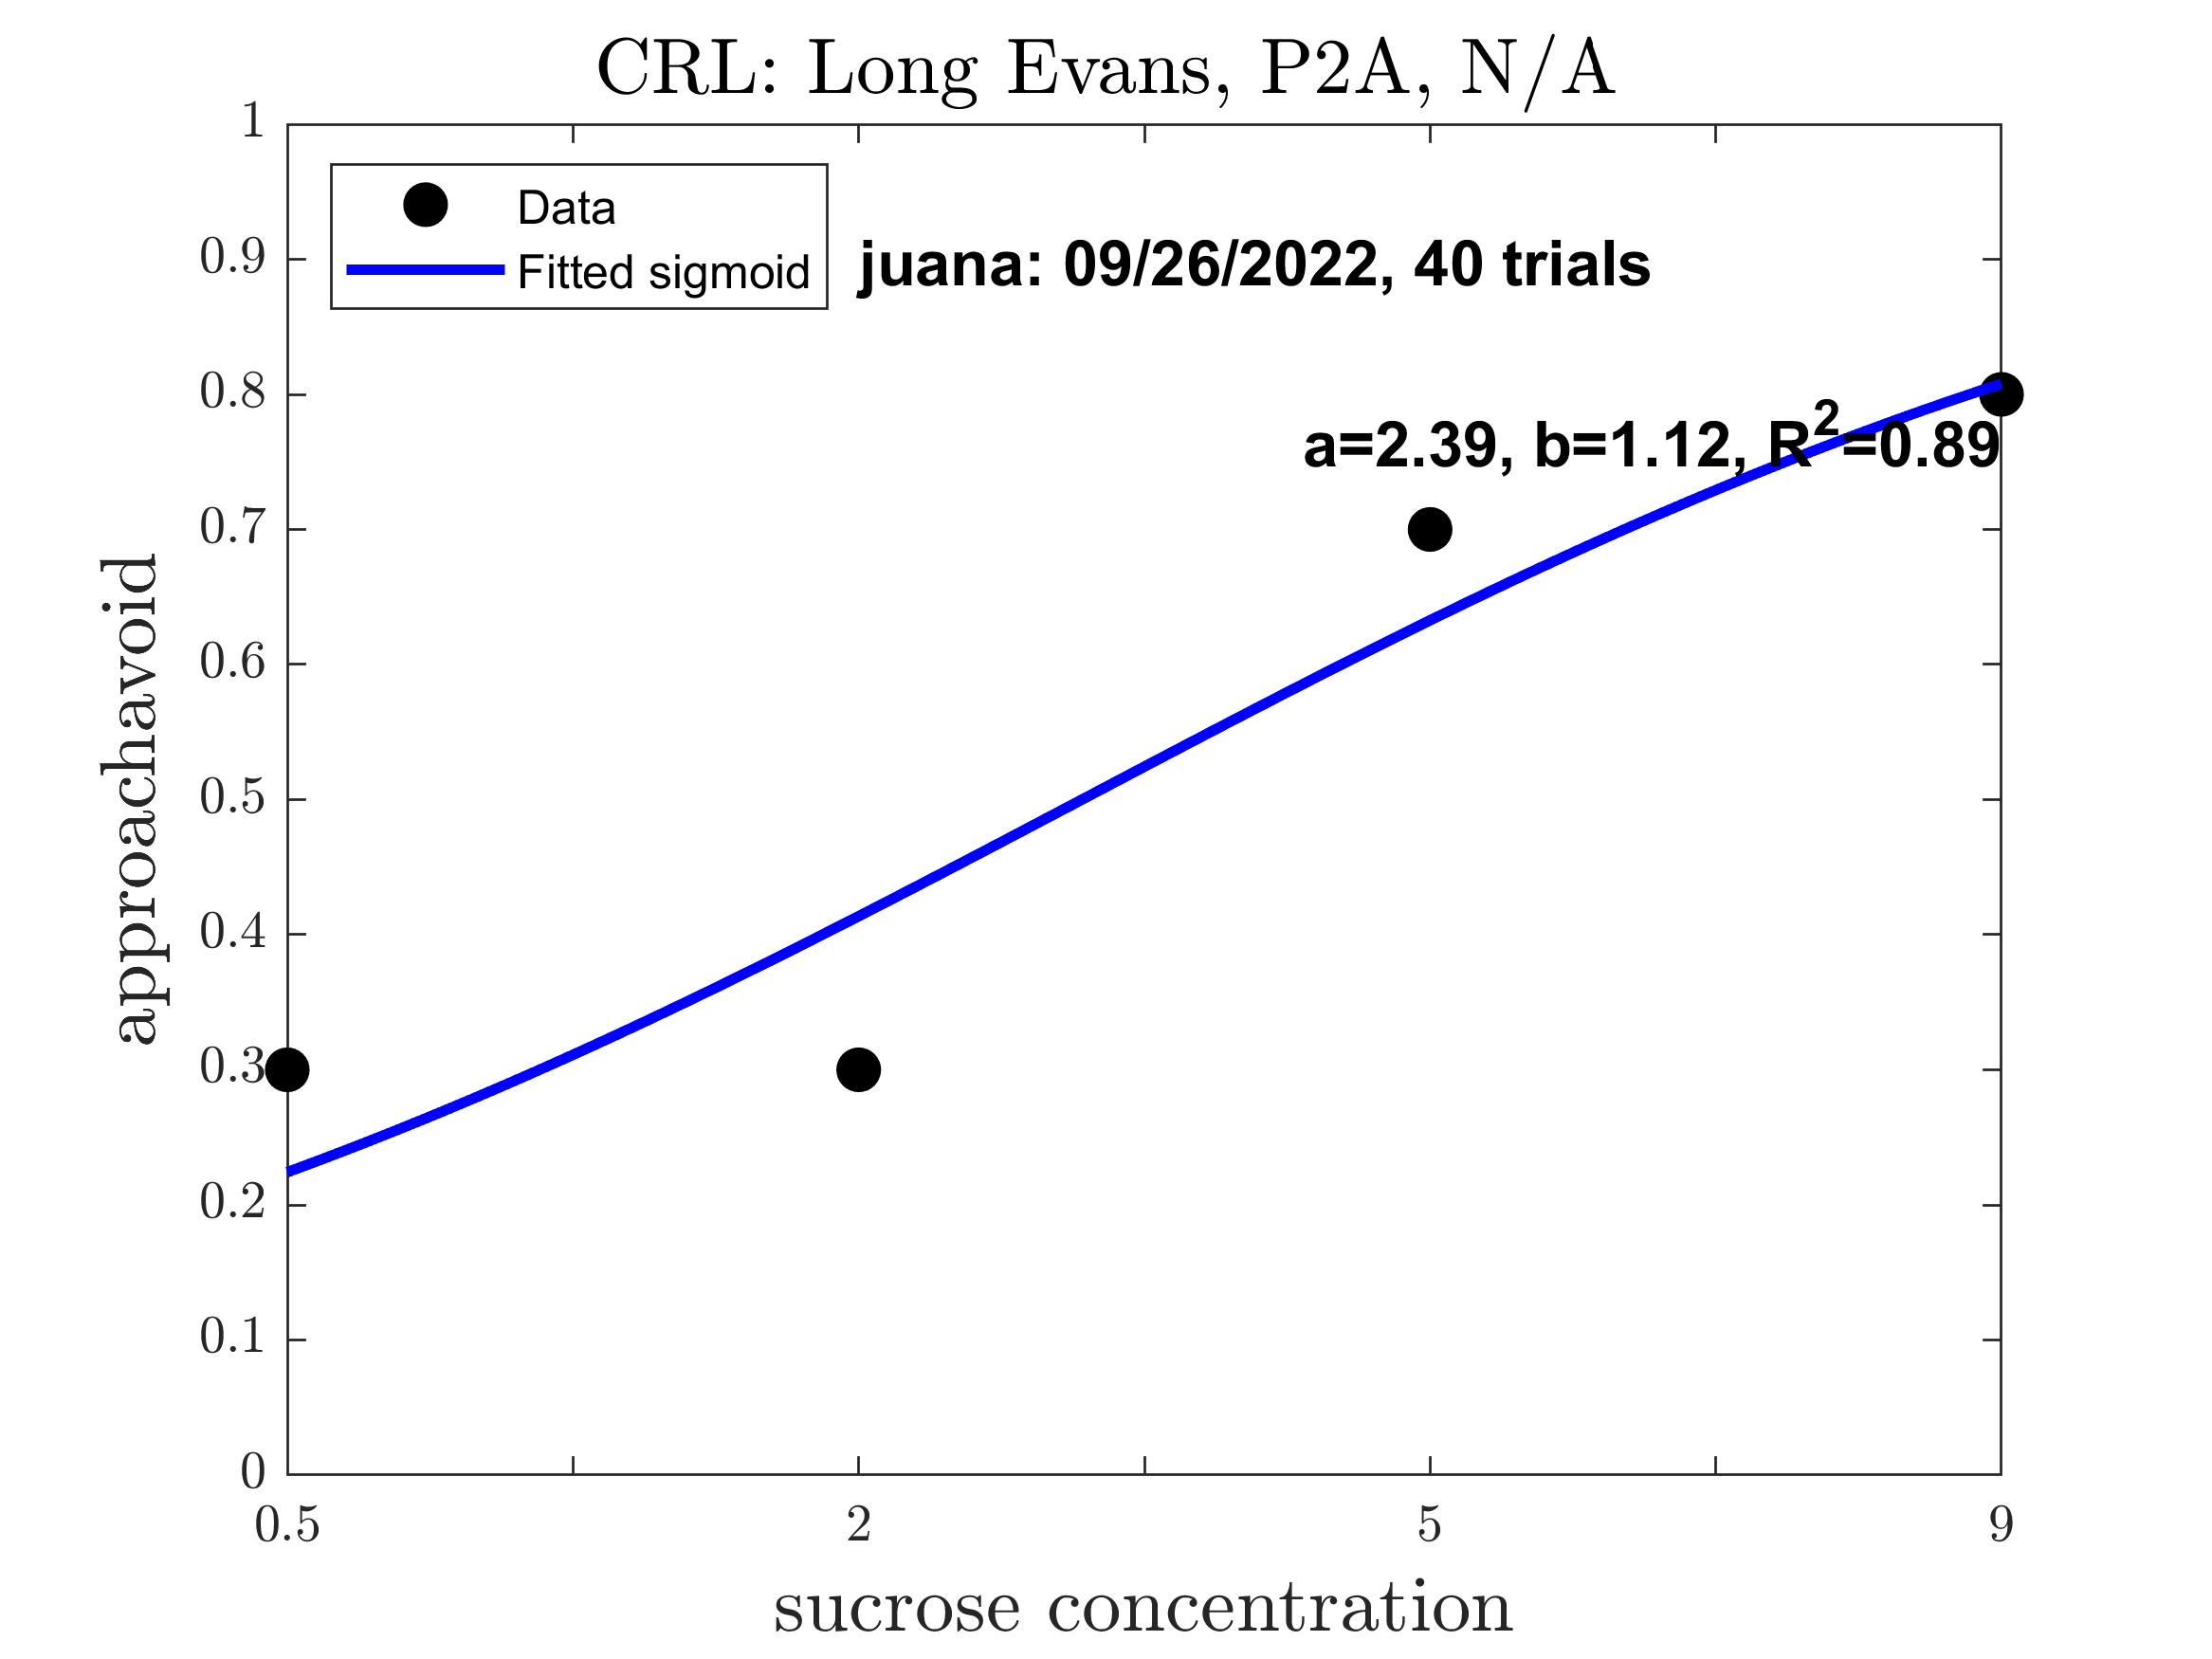 CRL: Long Evans, P2A, N/A
1
Data
Fitted sigmoid
juana: 09/26/2022, 40 trials
0.9
0.8
a=2.39, b=1.12, R²=0.89
0.7
0.6
0.5
0.4
0.3
0.2
0.1
0
approachavoid
0.5 2 5 9
sucrose concentration